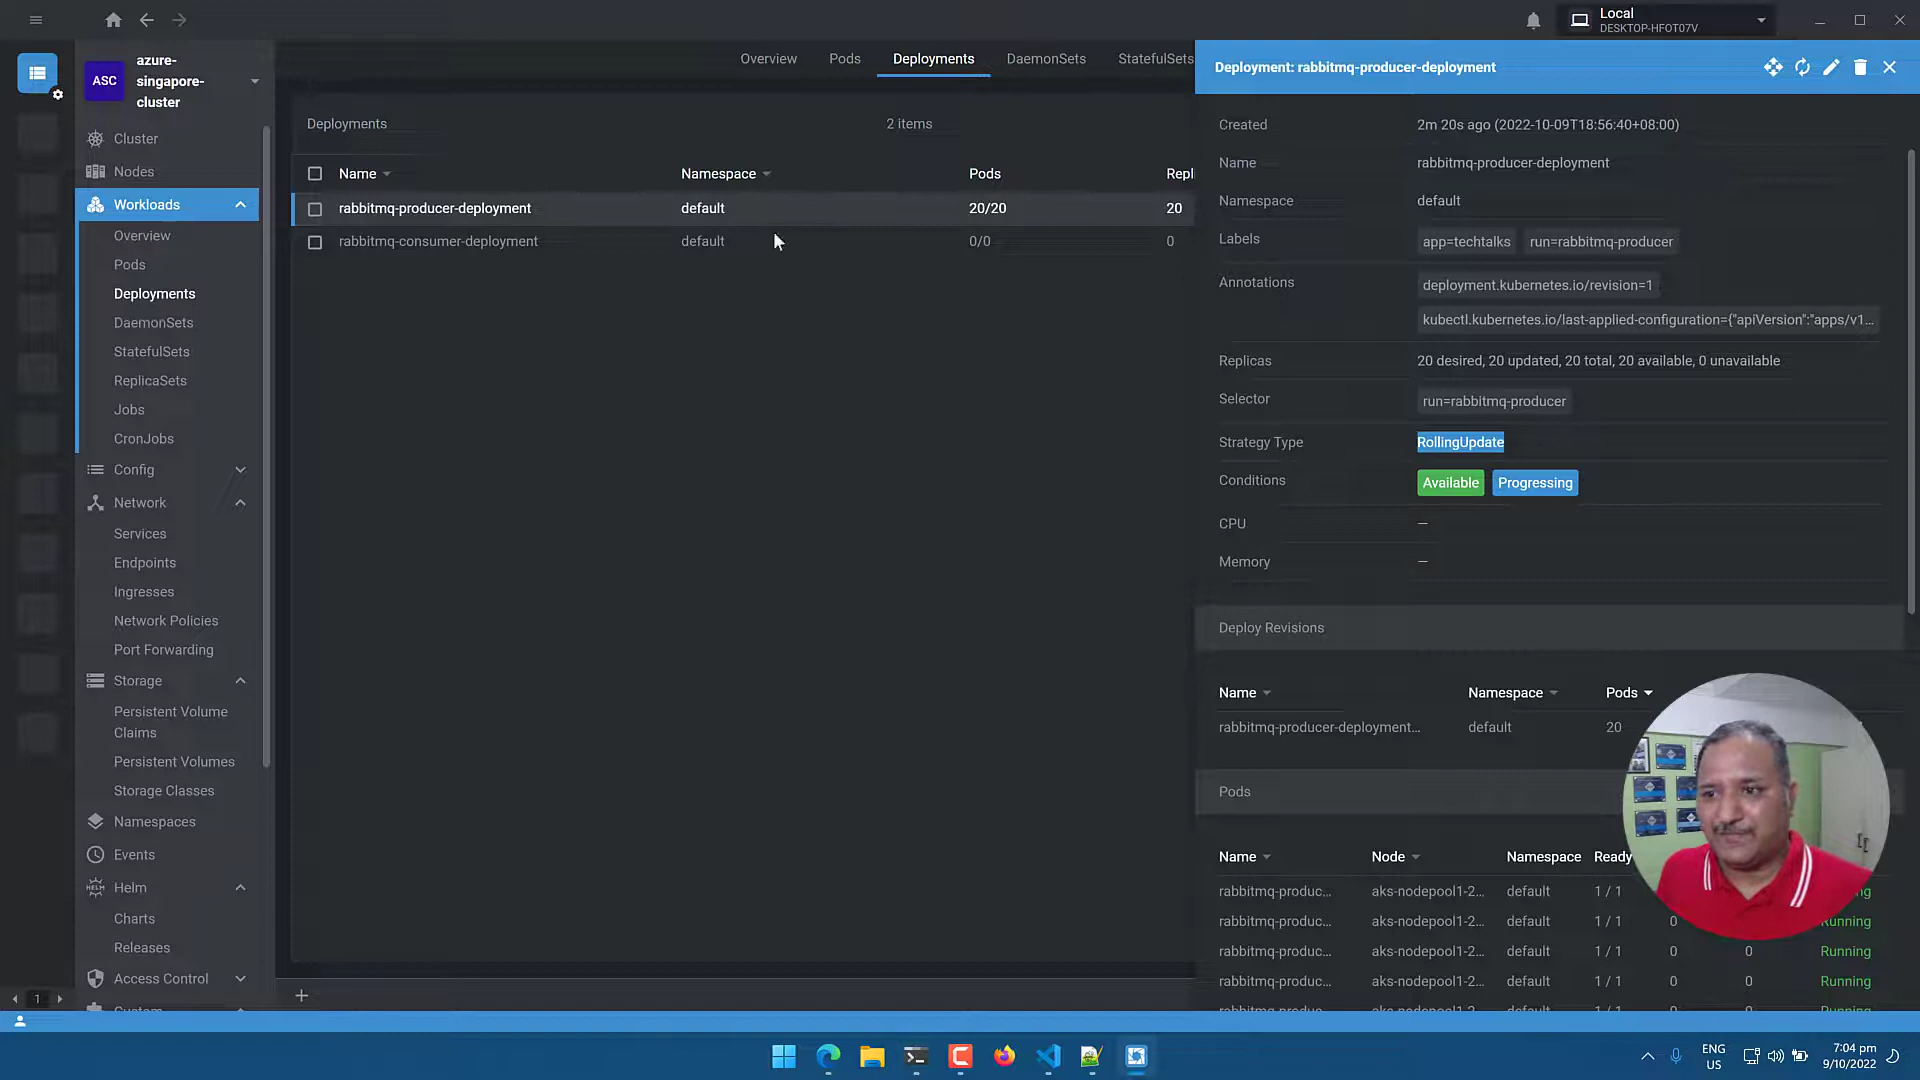 Local
DESKTOP-HFOT07V
ASC
azure-
singapore-
cluster
Cluster
Nodes
Workloads
Overview
Pods
Deployments
DaemonSets
StatefulSets
ReplicaSets
Jobs
CronJobs
Config
Network
Services
Endpoints
Ingresses
Network Policies
Port Forwarding
Storage
Persistent Volume
Claims
Persistent Volumes
Storage Classes
Namespaces
Events
HELM Helm
Charts
Releases
Access Control
1
Overview Pods Deployments DaemonSets StatefulSets
Deployments 2 items
Name Namespace Pods
rabbitmq-producer-deployment default 20/20 20
rabbitmq-consumer-deployment default 0/0 0
Deployment: rabbitmq-producer-deployment
Created 2m 20s ago (2022-10-09T18:56:40+08:00)
Name rabbitmq-producer-deployment
Namespace default
Labels app=techtalks run=rabbitmq-producer
Annotations deployment.kubernetes.io/revision=1
kubectl.kubernetes.io/last-applied-configuration={"apiVersion":"apps/v1...
Replicas 20 desired, 20 updated, 20 total, 20 available, 0 unavailable
Selector run=rabbitmq-producer
Strategy Type RollingUpdate
Conditions Available Progressing
CPU —
Memory —
Deploy Revisions
Name Namespace Pods
rabbitmq-producer-deployment... default 20
Pods
Name Node Namespace Ready
rabbitmq-produc... aks-nodepool1-2... default 1 / 1
rabbitmq-produc... aks-nodepool1-2... default 1 / 1 0 Running
rabbitmq-produc... aks-nodepool1-2... default 1 / 1 0 0 Running
rabbitmq-produc... aks-nodepool1-2... default 1 / 1 0 0 Running
ENG
US
7:04 pm
9/10/2022